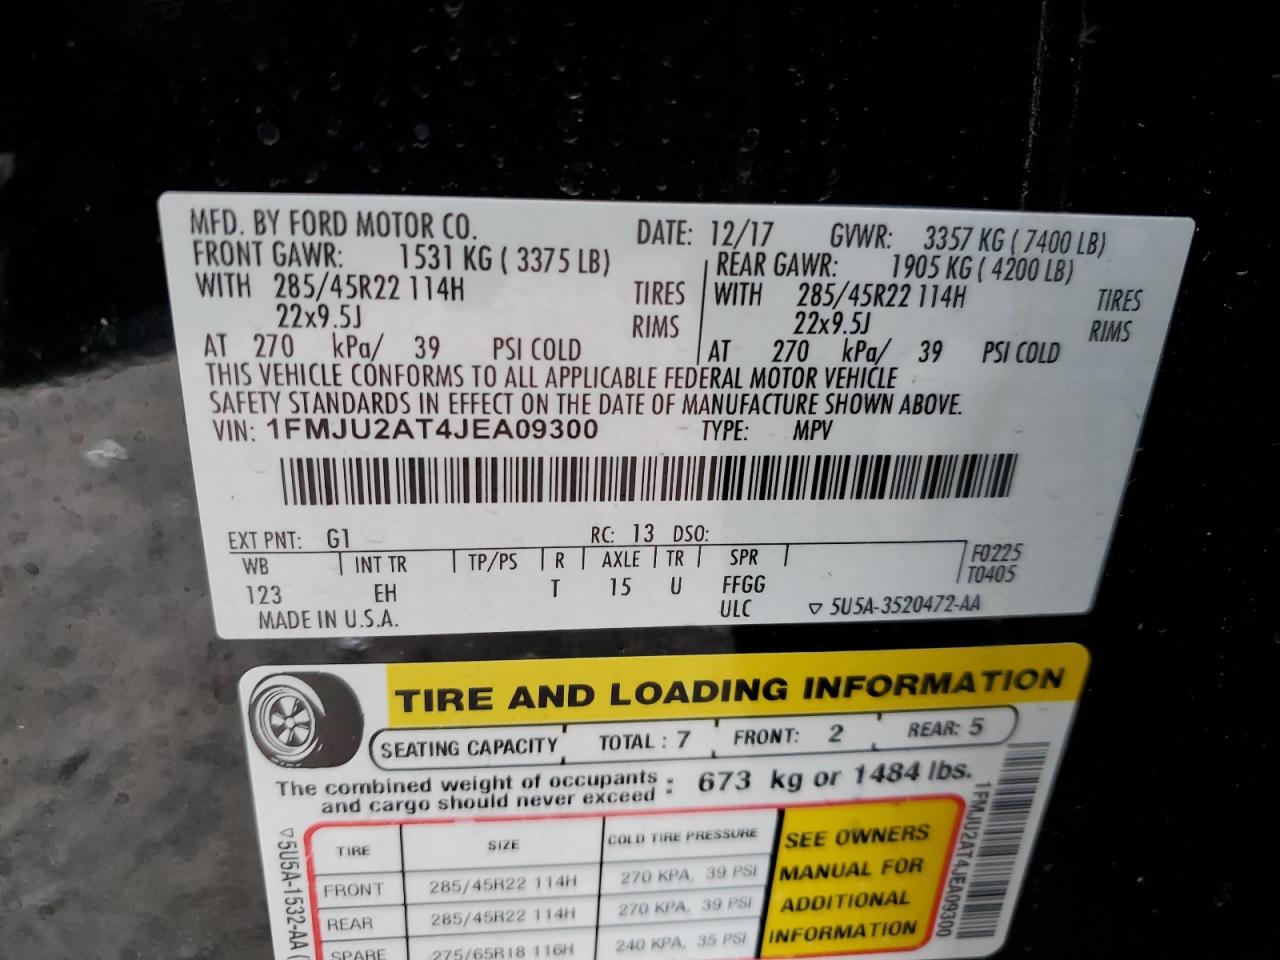 MFD. BY FORD MOTOR CO. DATE: 12/17 GVWR: 3357 KG ( 7400 LB)
FRONT GAWR: 1531 KG ( 3375 LB) REAR GAWR: 1905 KG ( 4200 LB)
WITH 285/45R22 114H TIRES WITH 285/45R22 114H TIRES
22x9.5J RIMS 22x9.5J RIMS
AT 270 kPa/ 39 PSI COLD AT 270 kPa/ 39 PSI COLD
THIS VEHICLE CONFORMS TO ALL APPLICABLE FEDERAL MOTOR VEHICLE
SAFETY STANDARDS IN EFFECT ON THE DATE OF MANUFACTURE SHOWN ABOVE.
VIN: 1FMJU2AT4JEA09300 TYPE: MPV
EXT PNT: G1 RC: 13 DSO:
WB INT TR TP/PS R AXLE TR SPR F0225
123 EH T 15 U FFGG T0405
MADE IN U.S.A. ULC 5U5A-3520472-AA
TIRE AND LOADING INFORMATION
SEATING CAPACITY TOTAL : 7 FRONT: 2 REAR: 5
The combined weight of occupants
and cargo should never exceed : 673 kg or 1484 lbs.
TIRE SIZE COLD TIRE PRESSURE
FRONT 285/45R22 114H 270 KPA, 39 PSI
REAR 285/45R22 114H 270 KPA, 39 PSI
SPARE 275/65R18 116H 240 KPA, 35 PSI
SEE OWNERS
MANUAL FOR
ADDITIONAL
INFORMATION
5U5A-1532-AA (
1FMJU2AT4JEA09300